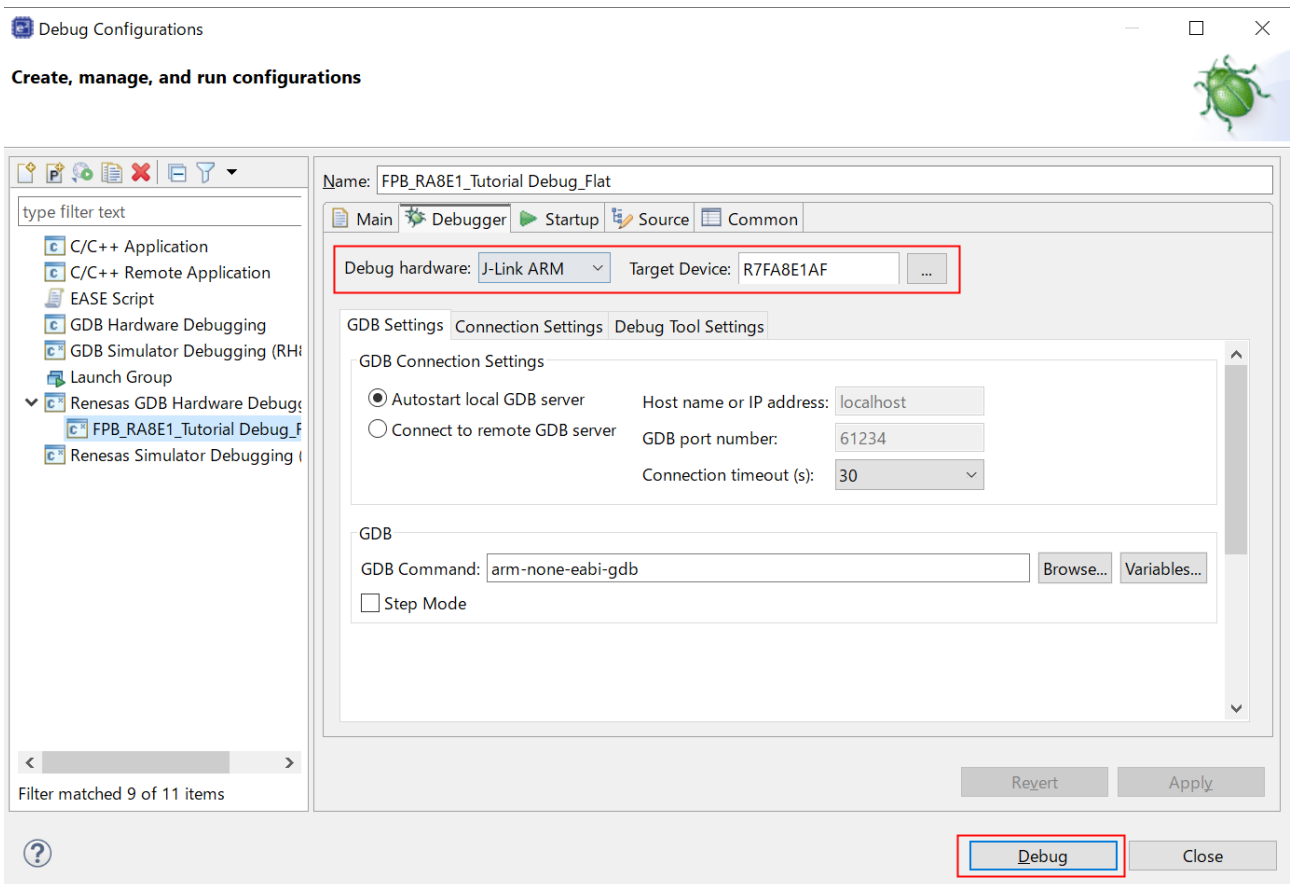 Debug Configurations
Create, manage, and run configurations
type filter text
C/C++ Application
C/C++ Remote Application
EASE Script
GDB Hardware Debugging
GDB Simulator Debugging (RH
Launch Group
Renesas GDB Hardware Debugg
FPB_RA8E1_Tutorial Debug_F
Renesas Simulator Debugging (
Filter matched 9 of 11 items
Name: FPB_RA8E1_Tutorial Debug_Flat
Main Debugger Startup Source Common
Debug hardware: J-Link ARM Target Device: R7FA8E1AF ...
GDB Settings Connection Settings Debug Tool Settings
GDB Connection Settings
Autostart local GDB server
Connect to remote GDB server
Host name or IP address: localhost
GDB port number: 61234
Connection timeout (s): 30
GDB
GDB Command: arm-none-eabi-gdb Browse... Variables...
Step Mode
Revert Apply
? Debug Close